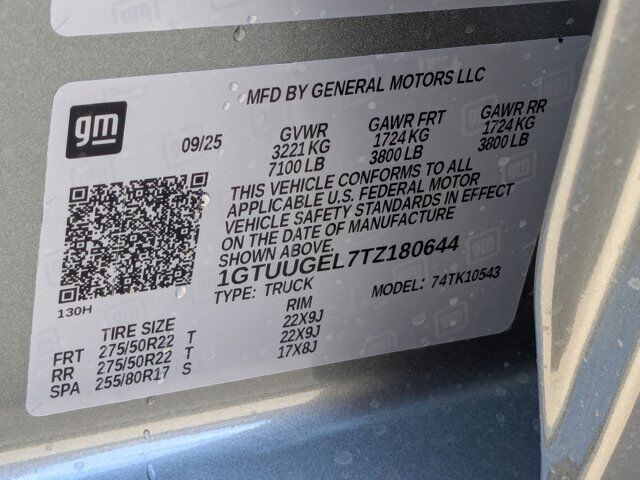 gm
MFD BY GENERAL MOTORS LLC
09/25
GVWR
3221 KG
7100 LB
GAWR FRT
1724 KG
3800 LB
GAWR RR
1724 KG
3800 LB
THIS VEHICLE CONFORMS TO ALL
APPLICABLE U.S. FEDERAL MOTOR
VEHICLE SAFETY STANDARDS IN EFFECT
ON THE DATE OF MANUFACTURE
SHOWN ABOVE.
1GTUUGEL7TZ180644
TYPE: TRUCK
MODEL: 74TK10543
130H
TIRE SIZE RIM
FRT 275/50R22 T 22X9J
RR 275/50R22 T 22X9J
SPA 255/80R17 S 17X8J